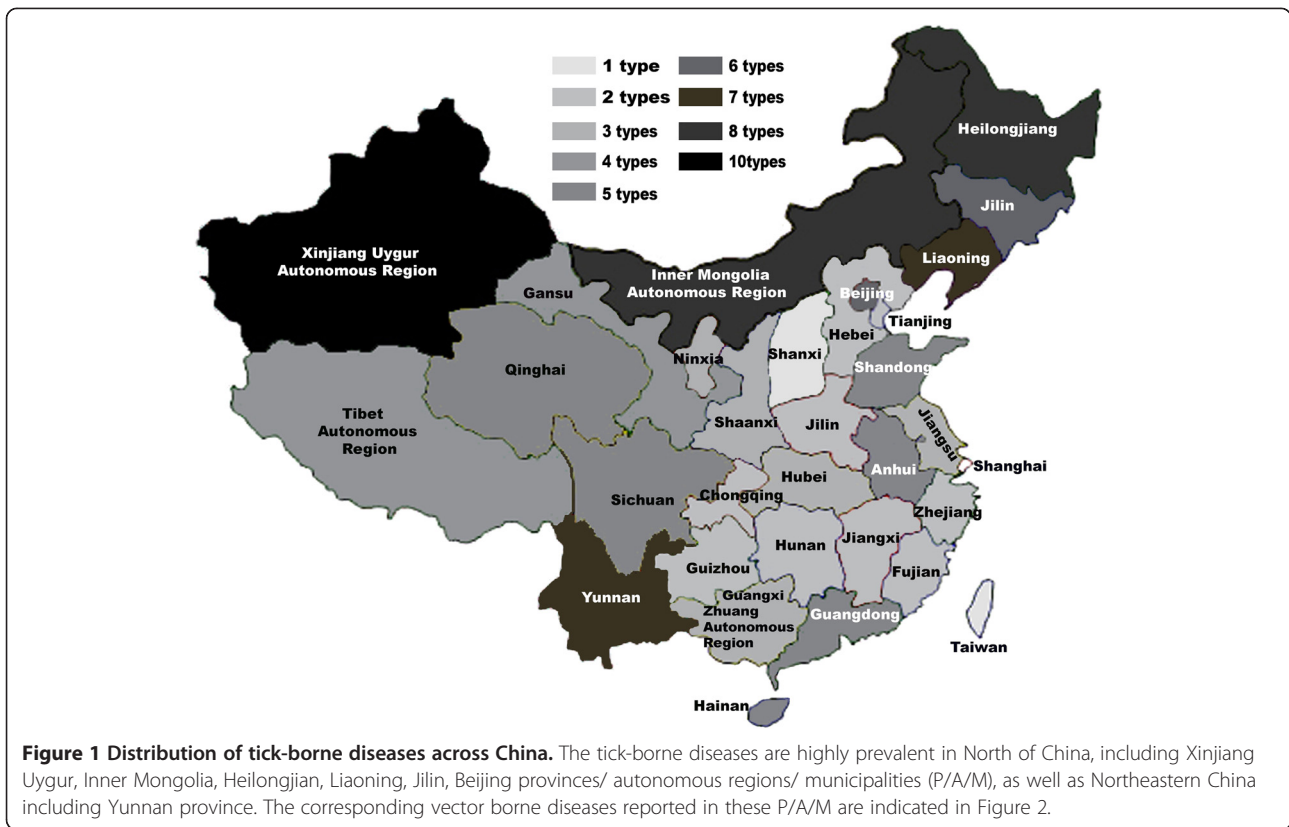 1 type
2 types
3 types
4 types
5 types
6 types
7 types
8 types
10types
Heilongjiang
Jilin
Liaoning
Xinjiang Uygur
Autonomous Region
Inner Mongolia
Autonomous Region
Gansu
Beijing
Tianjing
Hebei
Ninxia
Shanxi
Shandong
Qinghai
Tibet
Autonomous
Region
Shaanxi
Jilin
Jiangsu
Anhui
Shanghai
Hubei
Chongqing
Sichuan
Zhejiang
Hunan
Jiangxi
Guizhou
Fujian
Yunnan
Guangxi
Zhuang
Autonomous
Region
Guangdong
Taiwan
Hainan
Figure 1 Distribution of tick-borne diseases across China. The tick-borne diseases are highly prevalent in North of China, including Xinjiang
Uygur, Inner Mongolia, Heilongjian, Liaoning, Jilin, Beijing provinces/ autonomous regions/ municipalities (P/A/M), as well as Northeastern China
including Yunnan province. The corresponding vector borne diseases reported in these P/A/M are indicated in Figure 2.